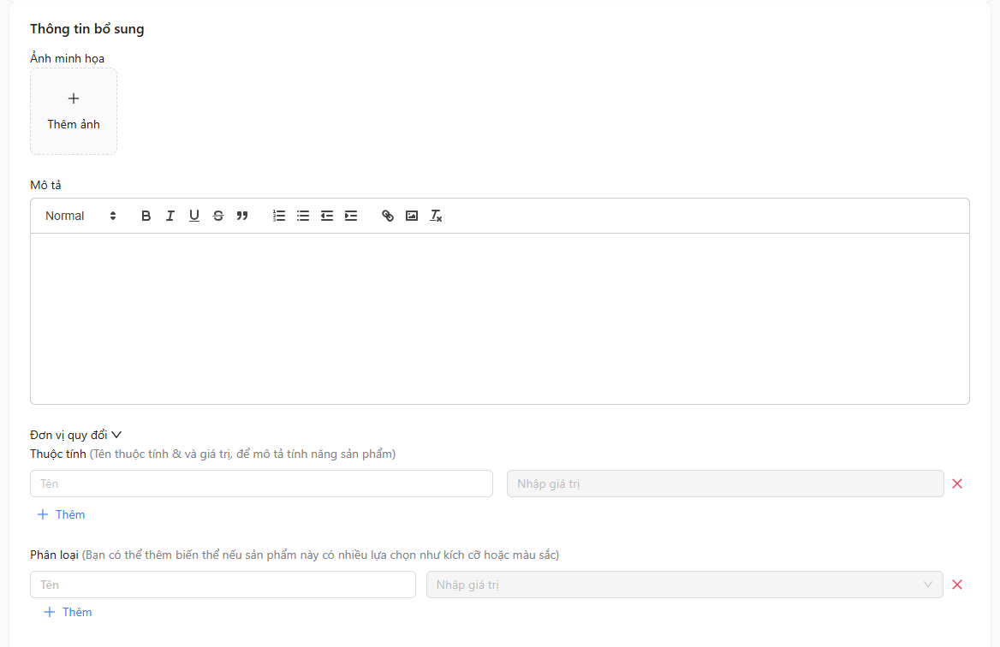 Thông tin bổ sung
Ảnh minh họa
Thêm ảnh
Mô tả
Normal
Đơn vị quy đổi
Thuộc tính (Tên thuộc tính & và giá trị, để mô tả tính năng sản phẩm)
Tên Nhập giá trị
Thêm
Phân loại (Bạn có thể thêm biến thể nếu sản phẩm này có nhiều lựa chọn như kích cỡ hoặc màu sắc)
Tên Nhập giá trị
Thêm